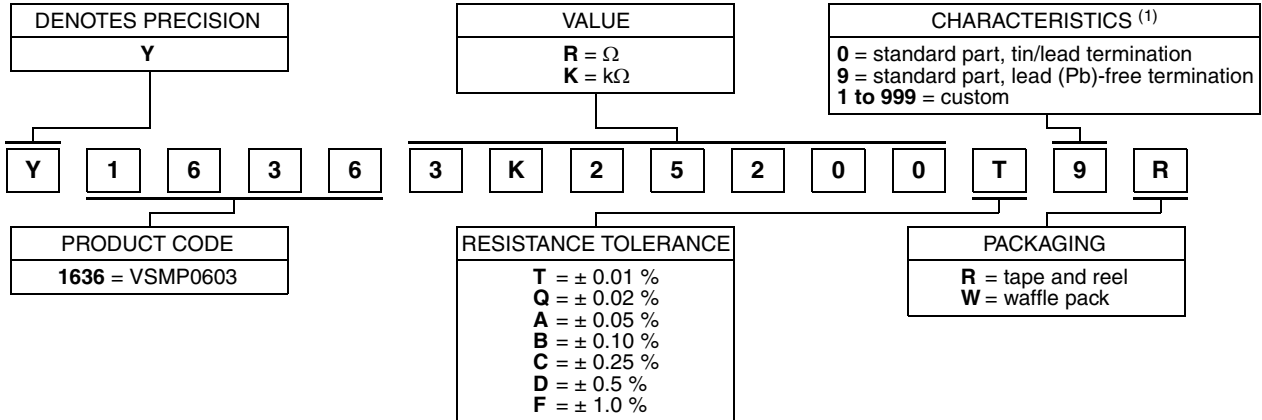 DENOTES PRECISION
Y
VALUE
R = Ω
K = kΩ
CHARACTERISTICS (1)
0 = standard part, tin/lead termination
9 = standard part, lead (Pb)-free termination
1 to 999 = custom
Y 1 6 3 6 3 K 2 5 2 0 0 T 9 R
PRODUCT CODE
1636 = VSMP0603
RESISTANCE TOLERANCE
T = ± 0.01 %
Q = ± 0.02 %
A = ± 0.05 %
B = ± 0.10 %
C = ± 0.25 %
D = ± 0.5 %
F = ± 1.0 %
PACKAGING
R = tape and reel
W = waffle pack